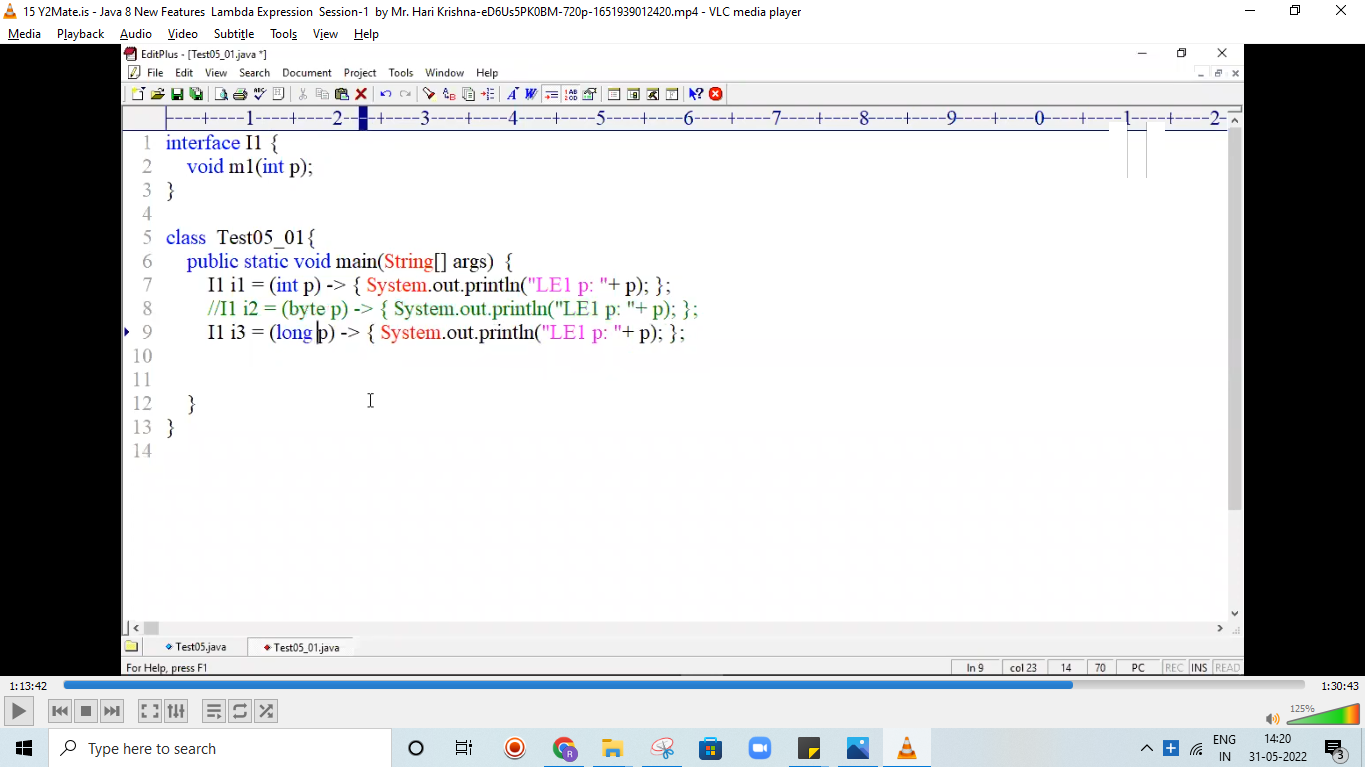 15 Y2Mate.is - Java 8 New Features  Lambda Expression  Session-1  by Mr. Hari Krishna-eD6Us5PK0BM-720p-1651939012420.mp4 - VLC media player
Media Playback Audio Video Subtitle Tools View Help
EditPlus - [Test05_01.java *]
File Edit View Search Document Project Tools Window Help
----+----1----+----2----+----3----+----4----+----5----+----6----+----7----+----8----+----9----+----0----+----1----+----2-
1 interface I1 {
2 void m1(int p);
3 }
4
5 class  Test05_01{
6 public static void main(String[] args)  {
7 I1 i1 = (int p) -> { System.out.println("LE1 p: "+ p); };
8 //I1 i2 = (byte p) -> { System.out.println("LE1 p: "+ p); };
9 I1 i3 = (long p) -> { System.out.println("LE1 p: "+ p); };
10
11
12 }
13 }
14
Test05.java Test05_01.java
For Help, press F1 ln 9 col 23 14 70 PC REC INS READ
1:13:42 1:30:43
125%
Type here to search
ENG
IN
14:20
31-05-2022
3